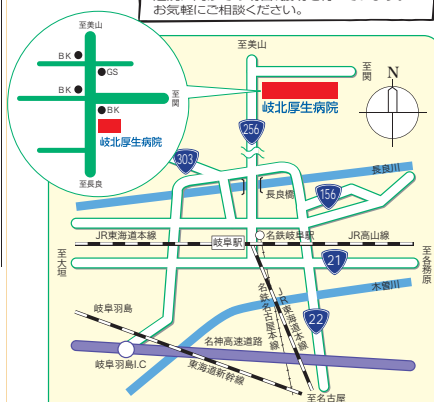 お気軽にご相談ください。
至美山
BK
GS
BK
至関
BK
岐北厚生病院
至長良
至美山
至関
N
岐北厚生病院
256
303
長良川
長良橋
156
JR東海道本線
岐阜駅
名鉄岐阜駅
JR高山線
至大垣
21
至各務原
木曽川
名鉄名古屋本線
JR東海道本線
22
岐阜羽島
名神高速道路
岐阜羽島I.C
東海道新幹線
至名古屋